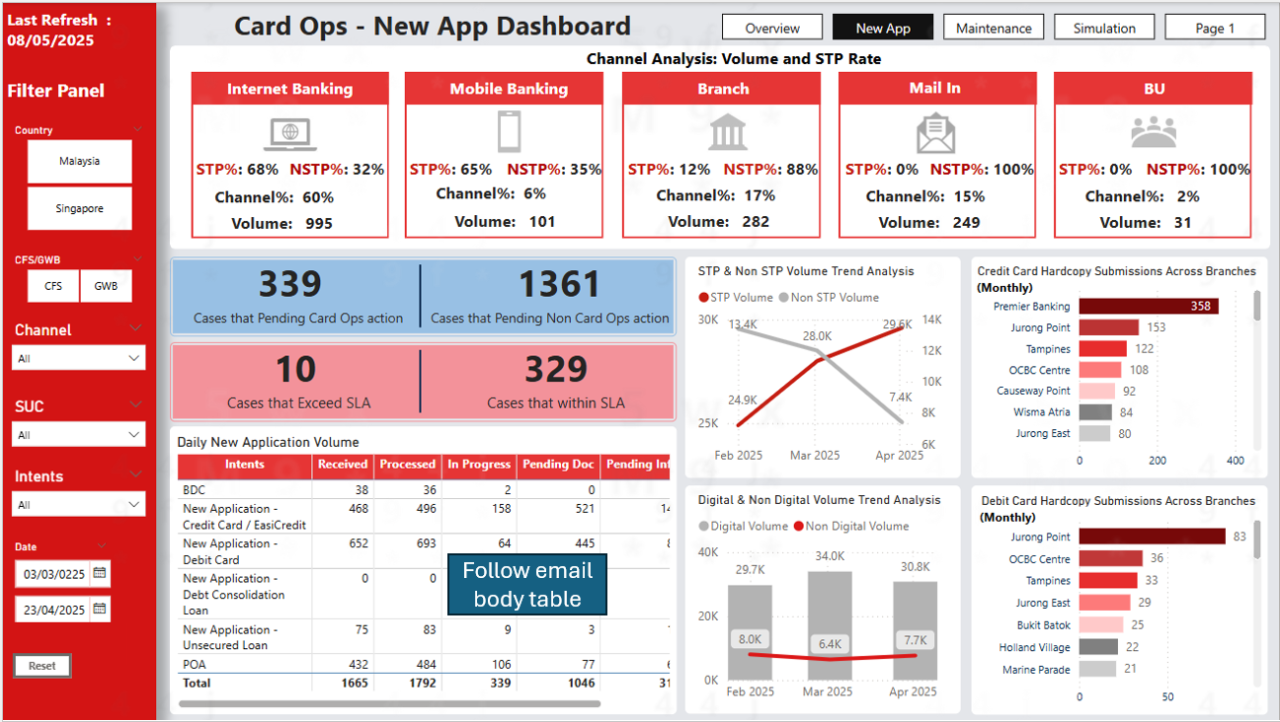 Last Refresh :
08/05/2025
Filter Panel
Country
Malaysia
Singapore
CFS/GWB
CFS GWB
Channel
All
SUC
All
Intents
All
Date
03/03/0225
23/04/2025
Reset
Card Ops - New App Dashboard
Overview New App Maintenance Simulation Page 1
Channel Analysis: Volume and STP Rate
Internet Banking
STP%: 68% NSTP%: 32%
Channel%: 60%
Volume: 995
Mobile Banking
STP%: 65% NSTP%: 35%
Channel%: 6%
Volume: 101
Branch
STP%: 12% NSTP%: 88%
Channel%: 17%
Volume: 282
Mail In
STP%: 0% NSTP%: 100%
Channel%: 15%
Volume: 249
BU
STP%: 0% NSTP%: 100%
Channel%: 2%
Volume: 31
339 1361
Cases that Pending Card Ops action Cases that Pending Non Card Ops action
10 329
Cases that Exceed SLA Cases that within SLA
Daily New Application Volume
Intents Received Processed In Progress Pending Doc Pending
BDC 38 36 2 0
New Application - 468 496 158 521
Credit Card / EasiCredit
New Application - 652 693 64 445
Debit Card
New Application - 0 0
Debt Consolidation
Loan
New Application - 75 83 9 3
Unsecured Loan
POA 432 484 106 77
Total 1665 1792 339 1046
Follow email
body table
STP & Non STP Volume Trend Analysis
STP Volume Non STP Volume
30K 13.4K 28.0K 29.6K 14K
12K
10K
24.9K 7.4K 8K
25K
6K
Feb 2025 Mar 2025 Apr 2025
Credit Card Hardcopy Submissions Across Branches
(Monthly)
Premier Banking 358
Jurong Point 153
Tampines 122
OCBC Centre 108
Causeway Point 92
Wisma Atria 84
Jurong East 80
0 200 400
Digital & Non Digital Volume Trend Analysis
Digital Volume Non Digital Volume
40K
29.7K 34.0K 30.8K
20K
8.0K 6.4K 7.7K
0K
Feb 2025 Mar 2025 Apr 2025
Debit Card Hardcopy Submissions Across Branches
(Monthly)
Jurong Point 83
OCBC Centre 36
Tampines 33
Jurong East 29
Bukit Batok 25
Holland Village 22
Marine Parade 21
0 50